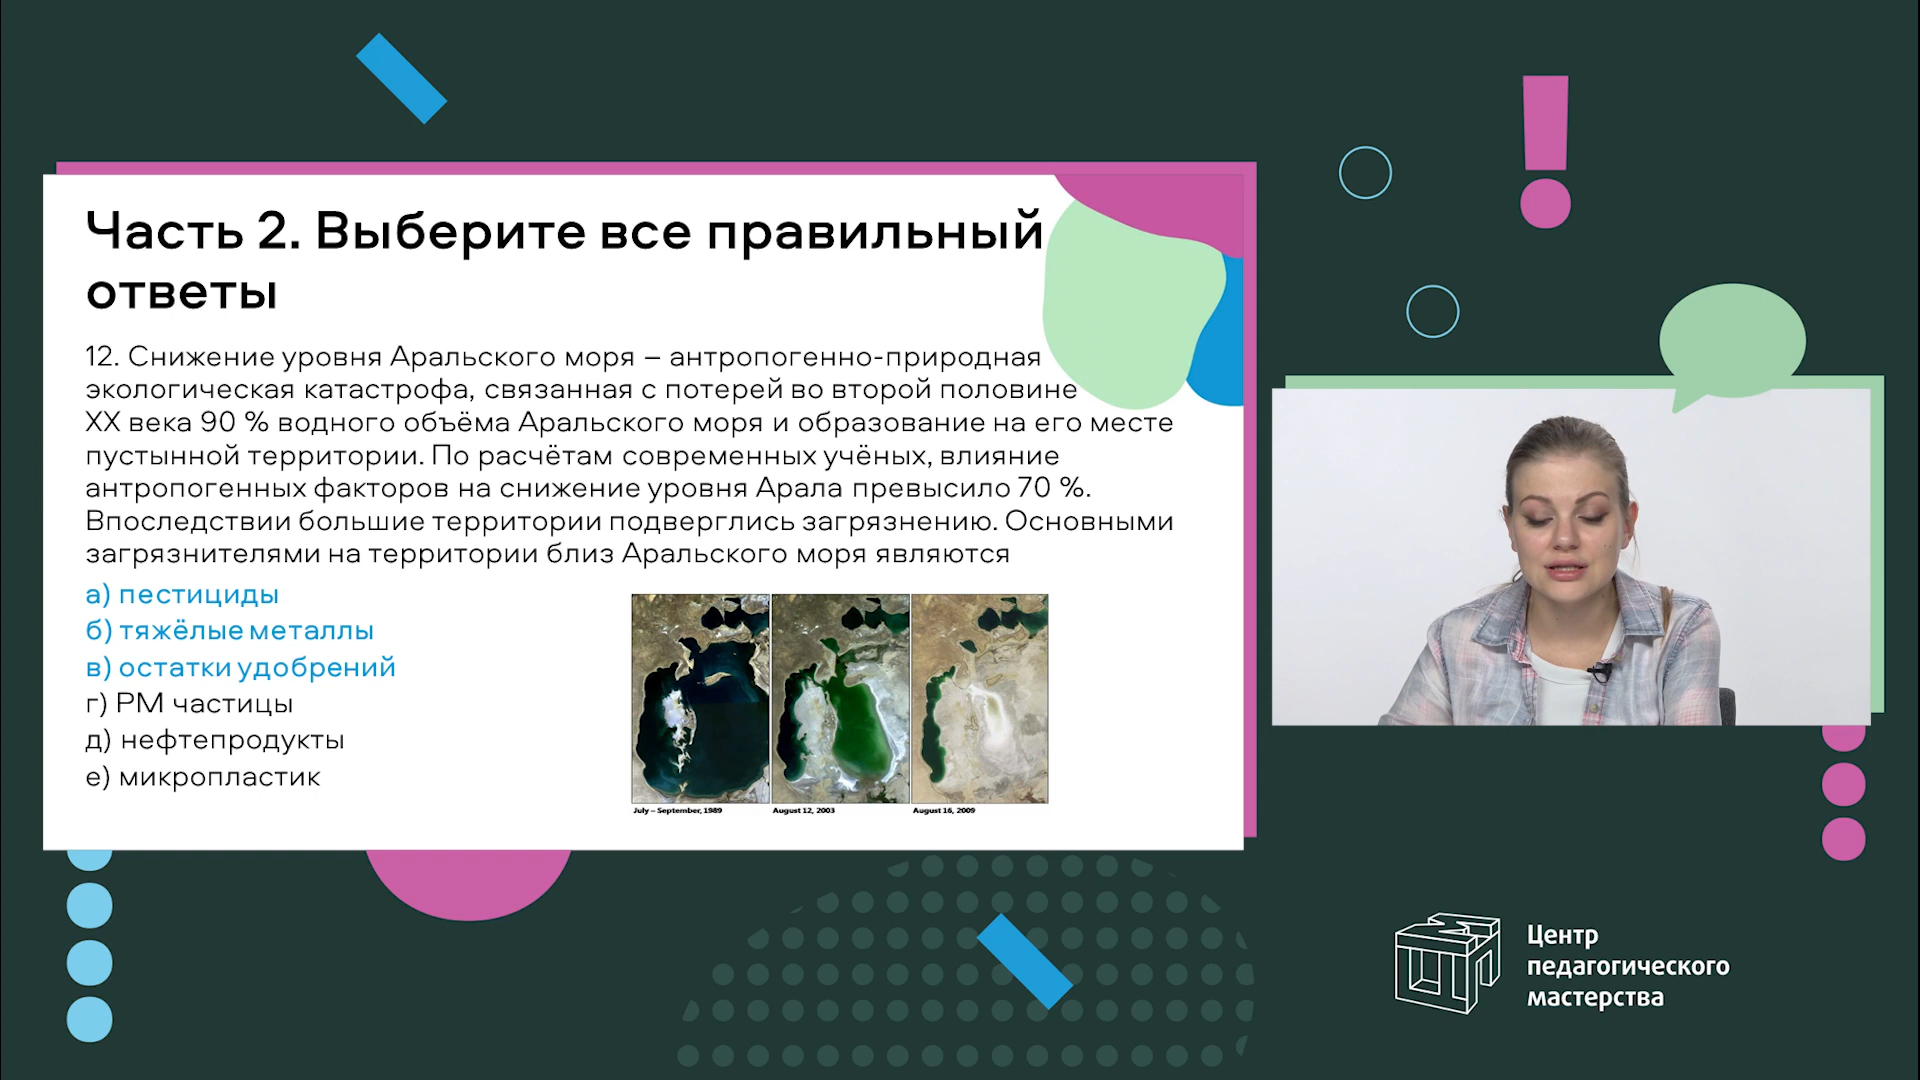 Часть 2. Выберите все правильный
ответы
12. Снижение уровня Аральского моря – антропогенно-природная
экологическая катастрофа, связанная с потерей во второй половине
XX века 90 % водного объёма Аральского моря и образование на его месте
пустынной территории. По расчётам современных учёных, влияние
антропогенных факторов на снижение уровня Арала превысило 70 %.
Впоследствии большие территории подверглись загрязнению. Основными
загрязнителями на территории близ Аральского моря являются
а) пестициды
б) тяжёлые металлы
в) остатки удобрений
г) РМ частицы
д) нефтепродукты
е) микропластик
July – September, 1989
August 12, 2003
August 16, 2009
Центр
педагогического
мастерства